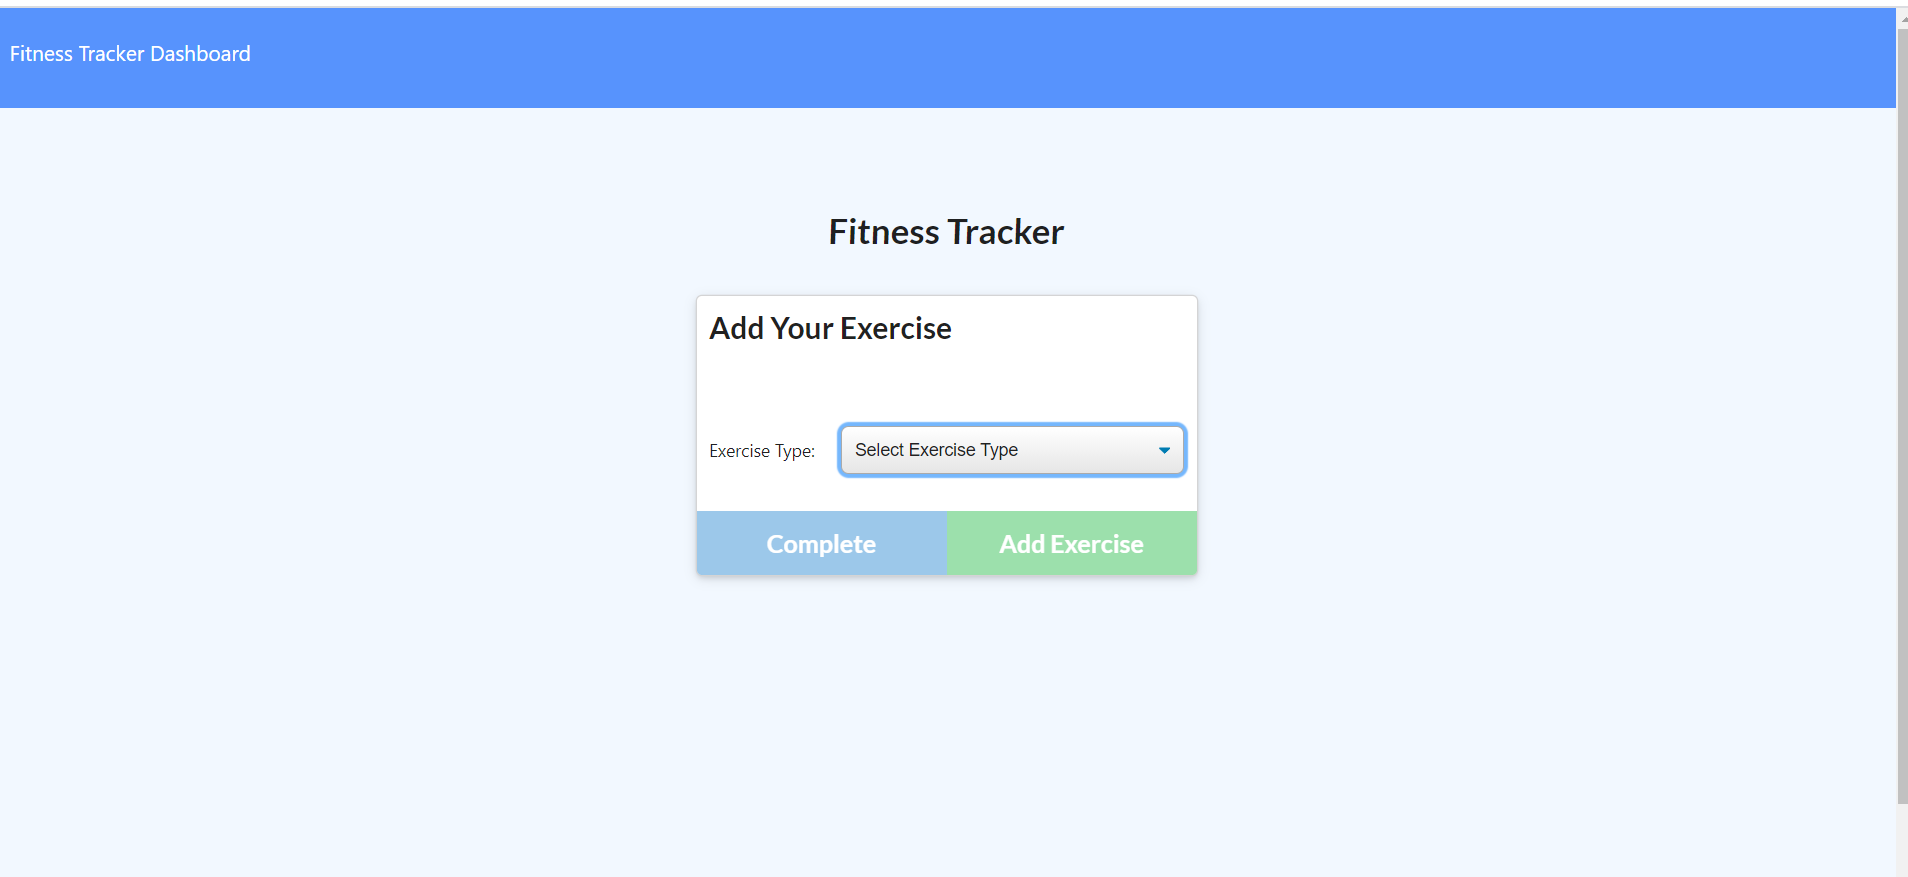 Fitness Tracker Dashboard
Fitness Tracker
Add Your Exercise
Exercise Type: Select Exercise Type
Complete Add Exercise